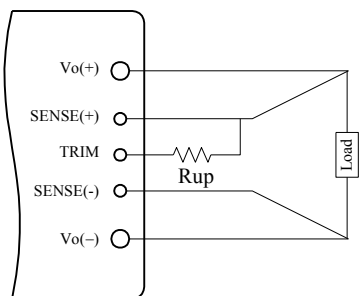 Vo(+)
SENSE(+)
TRIM
Rup
SENSE(-)
Vo(−)
Load